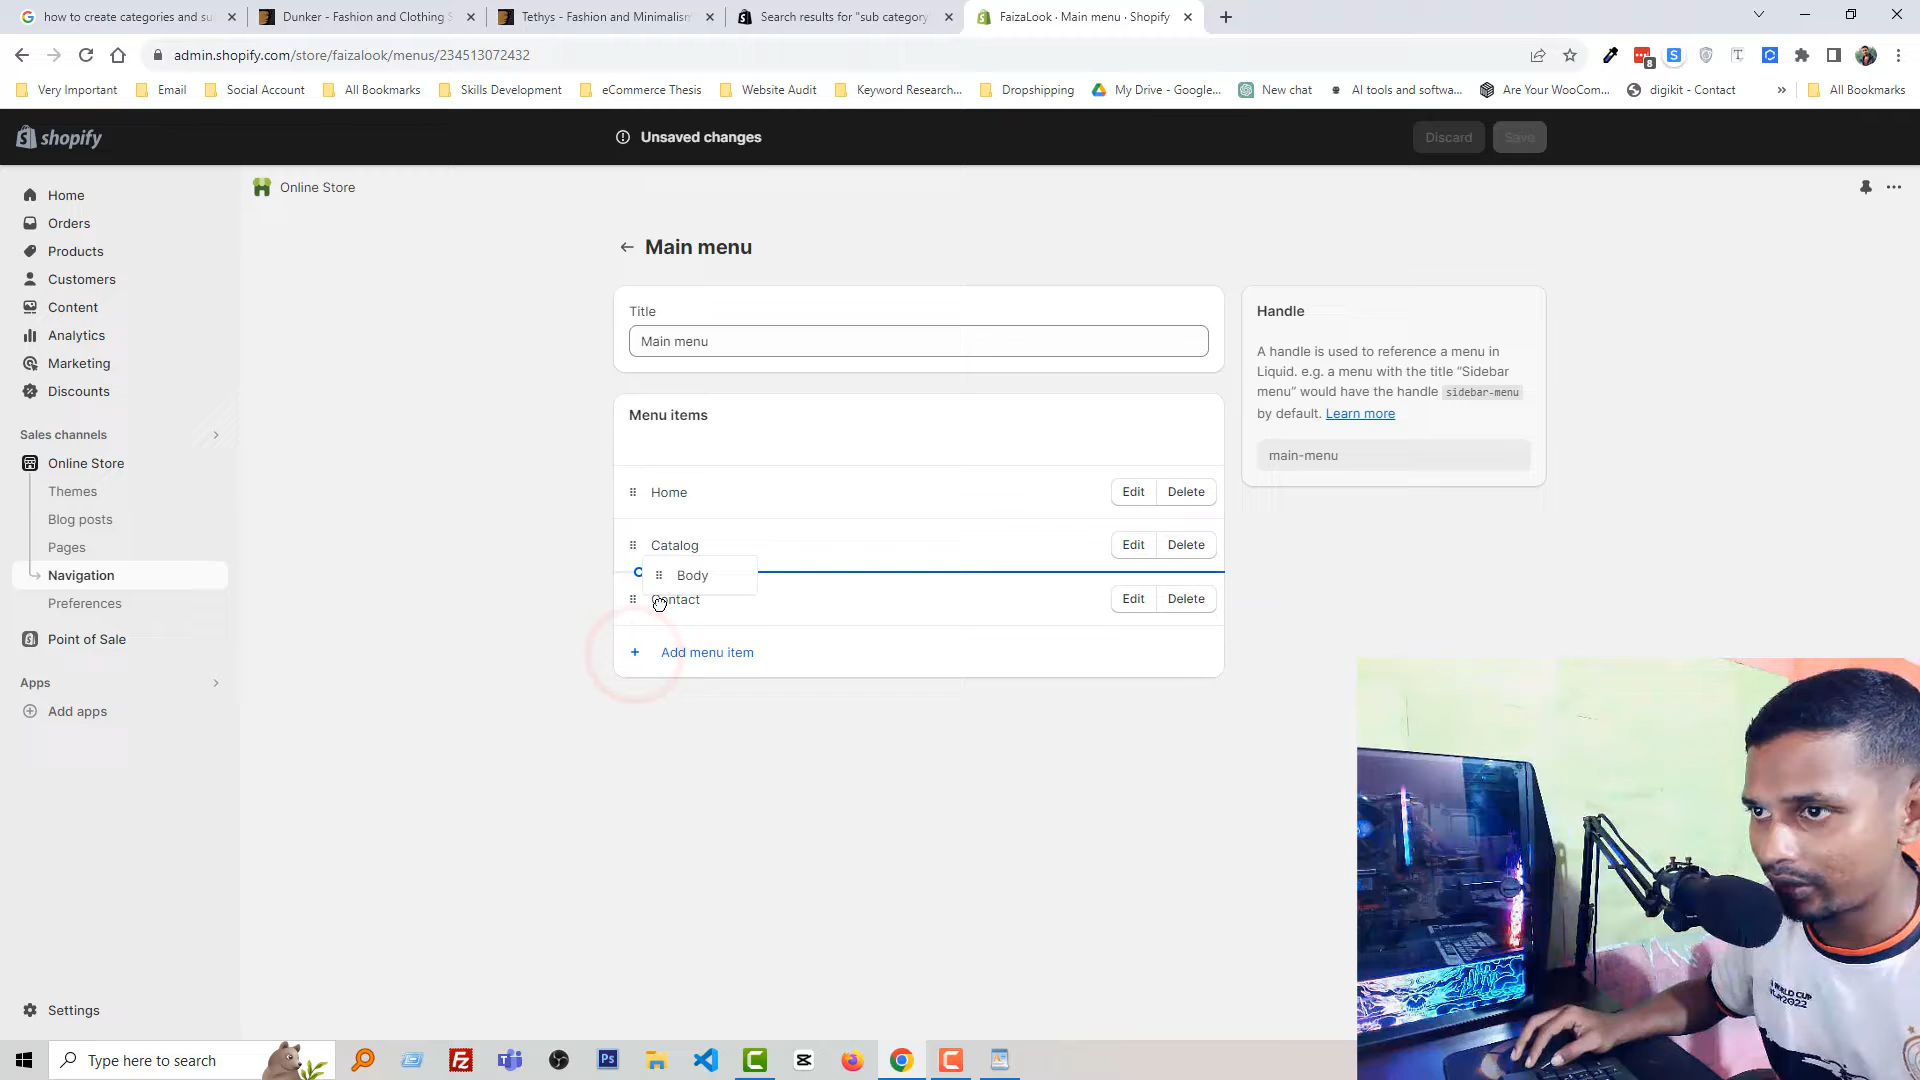 how to create categories and su
Dunker - Fashion and Clothing S
Tethys - Fashion and Minimalism
Search results for "sub category"
FaizaLook · Main menu · Shopify
admin.shopify.com/store/faizalook/menus/234513072432
8
Very Important
Email
Social Account
All Bookmarks
Skills Development
eCommerce Thesis
Website Audit
Keyword Research...
Dropshipping
My Drive - Google...
New chat
AI tools and softwa...
Are Your WooCom...
digikit - Contact
»
All Bookmarks
shopify
Unsaved changes
Discard
Save
Home
Orders
Products
Customers
Content
Analytics
Marketing
Discounts
Sales channels
Online Store
Themes
Blog posts
Pages
Navigation
Preferences
Point of Sale
Apps
Add apps
Settings
Online Store
Main menu
Title
Main menu
Menu items
Home
Edit
Delete
Catalog
Edit
Delete
Body
Contact
Edit
Delete
+ Add menu item
Handle
A handle is used to reference a menu in
Liquid. e.g. a menu with the title “Sidebar
menu” would have the handle sidebar-menu
by default. Learn more
main-menu
WORLD CUP
Type here to search
Ps